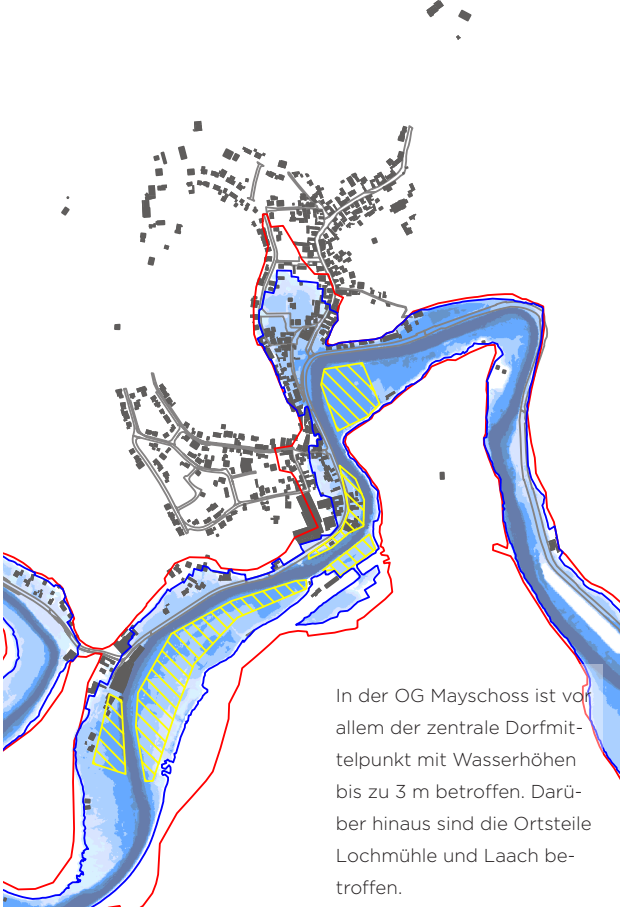 In der OG Mayschoss ist vor
allem der zentrale Dorfmit-
telpunkt mit Wasserhöhen
bis zu 3 m betroffen. Darü-
ber hinaus sind die Ortsteile
Lochmühle und Laach be-
troffen.